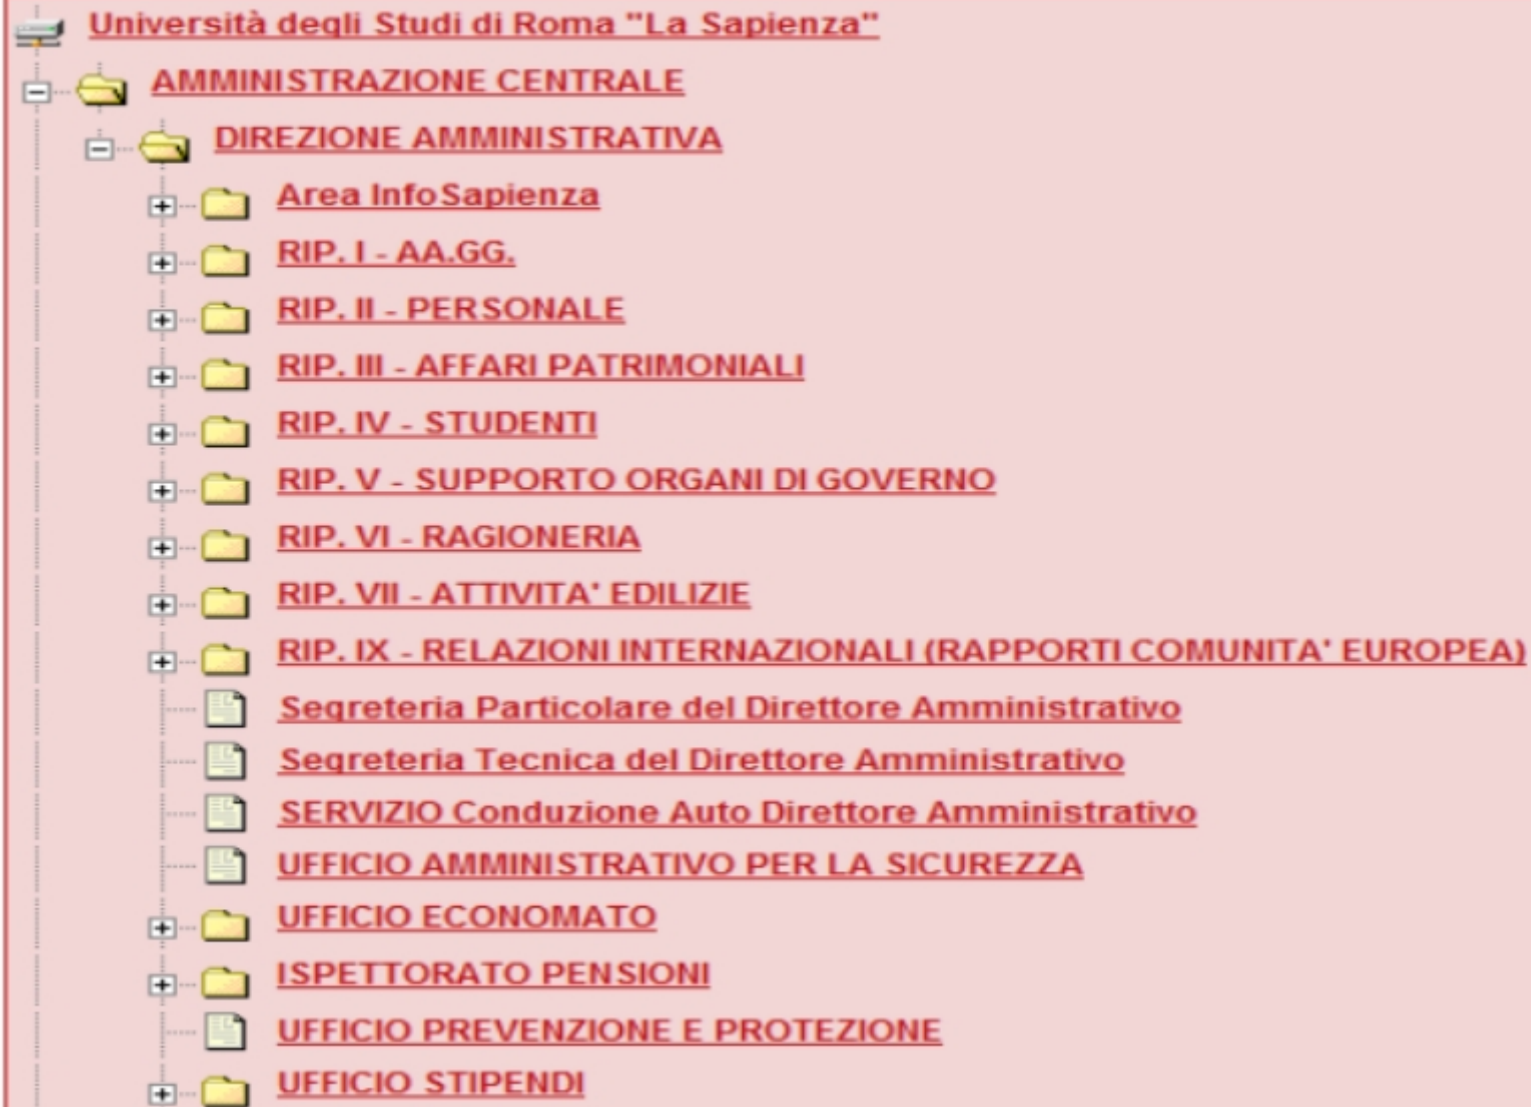 Università degli Studi di Roma "La Sapienza"
AMMINISTRAZIONE CENTRALE
DIREZIONE AMMINISTRATIVA
Area InfoSapienza
RIP. I - AA.GG.
RIP. II - PERSONALE
RIP. III - AFFARI PATRIMONIALI
RIP. IV - STUDENTI
RIP. V - SUPPORTO ORGANI DI GOVERNO
RIP. VI - RAGIONERIA
RIP. VII - ATTIVITA' EDILIZIE
RIP. IX - RELAZIONI INTERNAZIONALI (RAPPORTI COMUNITA' EUROPEA)
Segreteria Particolare del Direttore Amministrativo
Segreteria Tecnica del Direttore Amministrativo
SERVIZIO Conduzione Auto Direttore Amministrativo
UFFICIO AMMINISTRATIVO PER LA SICUREZZA
UFFICIO ECONOMATO
ISPETTORATO PENSIONI
UFFICIO PREVENZIONE E PROTEZIONE
UFFICIO STIPENDI